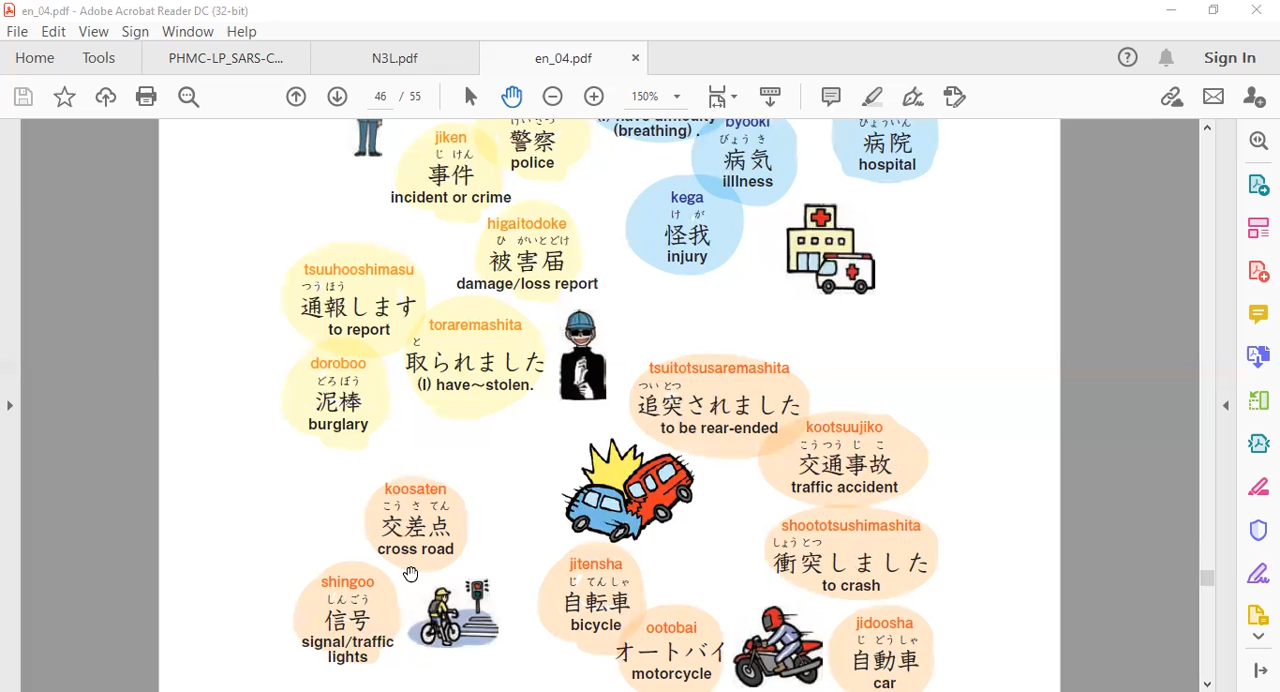 en_04.pdf - Adobe Acrobat Reader DC (32-bit)
File Edit View Sign Window Help
Home Tools PHMC-LP_SARS-C... N3L.pdf en_04.pdf × Sign In
46 / 55 150%
(breathing) .
けいさつ
警察
police
jiken
じ けん
事件
incident or crime
byooki
びょう き
病気
illlness
びょういん
病院
hospital
kega
け が
怪我
injury
higaitodoke
ひ がいとどけ
被害届
damage/loss report
tsuuhooshimasu
つう ほう
通報します
to report
toraremashita
と
取られました
(I) have〜stolen.
doroboo
どろ ぼう
泥棒
burglary
tsuitotsusaremashita
つい とつ
追突されました
to be rear-ended
kootsuujiko
こう つう じ こ
交通事故
traffic accident
koosaten
こう さ てん
交差点
cross road
shoototsushimashita
しょう とつ
衝突しました
to crash
shingoo
しん ごう
信号
signal/traffic
lights
jitensha
じ てん しゃ
自転車
bicycle
ootobai
オートバイ
motorcycle
jidoosha
じ どう しゃ
自動車
car